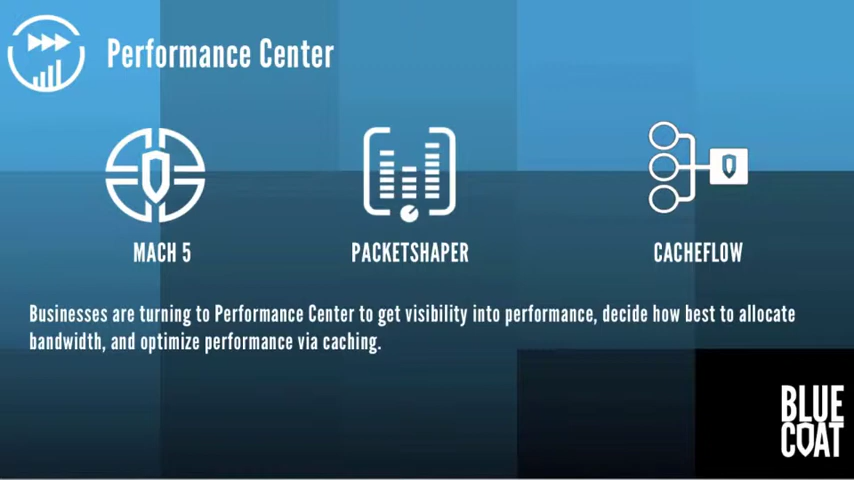 Performance Center
MACH 5
PACKETSHAPER
CACHEFLOW
Businesses are turning to Performance Center to get visibility into performance, decide how best to allocate
bandwidth, and optimize performance via caching.
BLUE
COAT